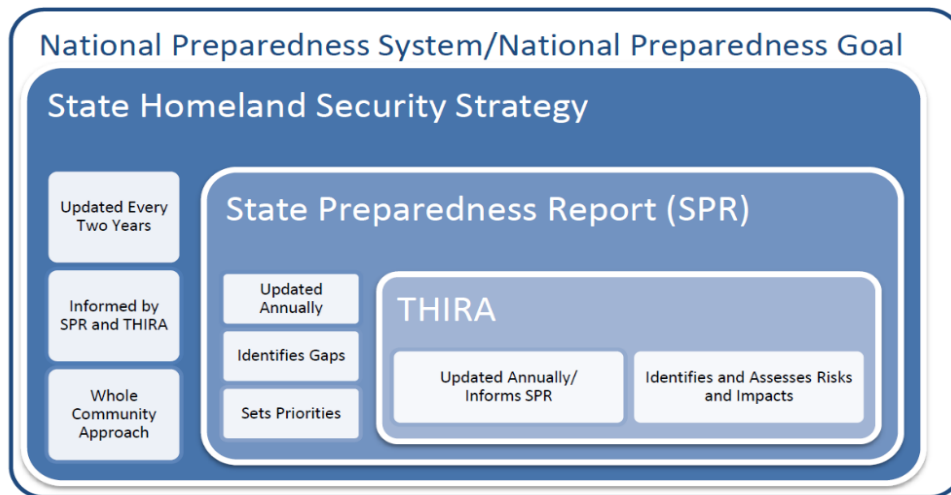 National Preparedness System/National Preparedness Goal
State Homeland Security Strategy
Updated Every
Two Years
Informed by
SPR and THIRA
Whole
Community
Approach
State Preparedness Report (SPR)
Updated
Annually
Identifies Gaps
Sets Priorities
THIRA
Updated Annually/
Informs SPR
Identifies and Assesses Risks
and Impacts